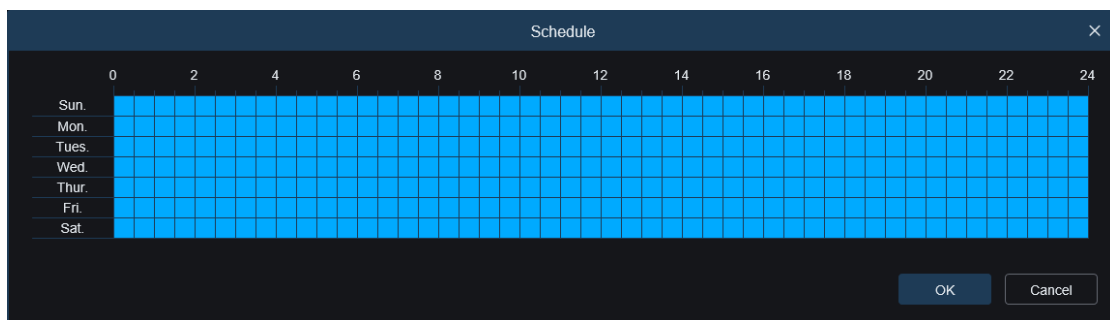 Schedule
0 2 4 6 8 10 12 14 16 18 20 22 24
Sun.
Mon.
Tues.
Wed.
Thur.
Fri.
Sat.
OK Cancel